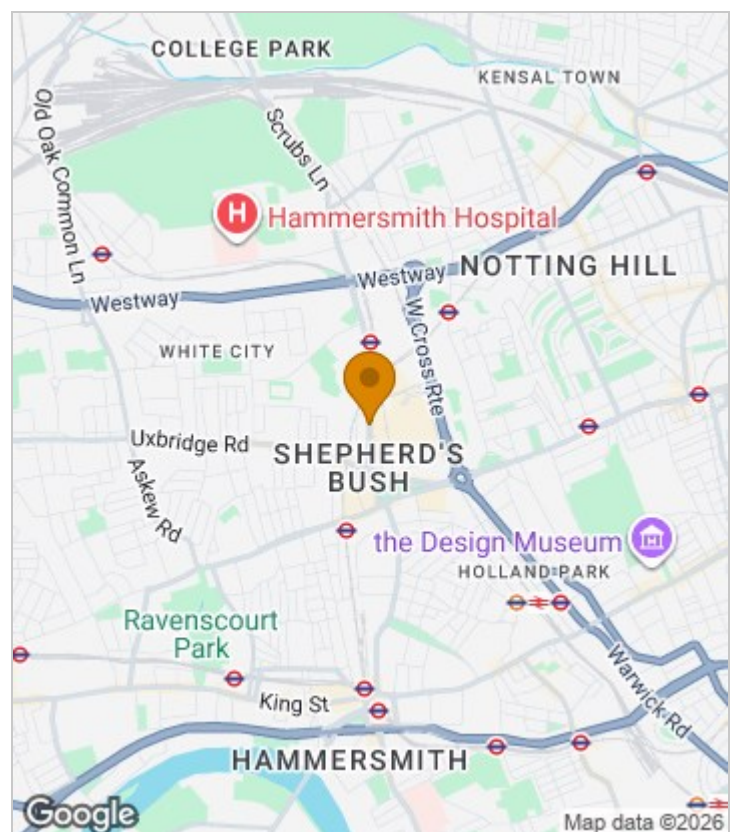 COLLEGE PARK
KENSAL TOWN
Old Oak Common Ln
Scrubs Ln
H Hammersmith Hospital
Westway
NOTTING HILL
Westway
W Cross Rte
WHITE CITY
Uxbridge Rd
SHEPHERD'S
BUSH
Askew Rd
the Design Museum
HOLLAND PARK
Ravenscourt
Park
Warwick Rd
King St
HAMMERSMITH
Google
Map data ©2026